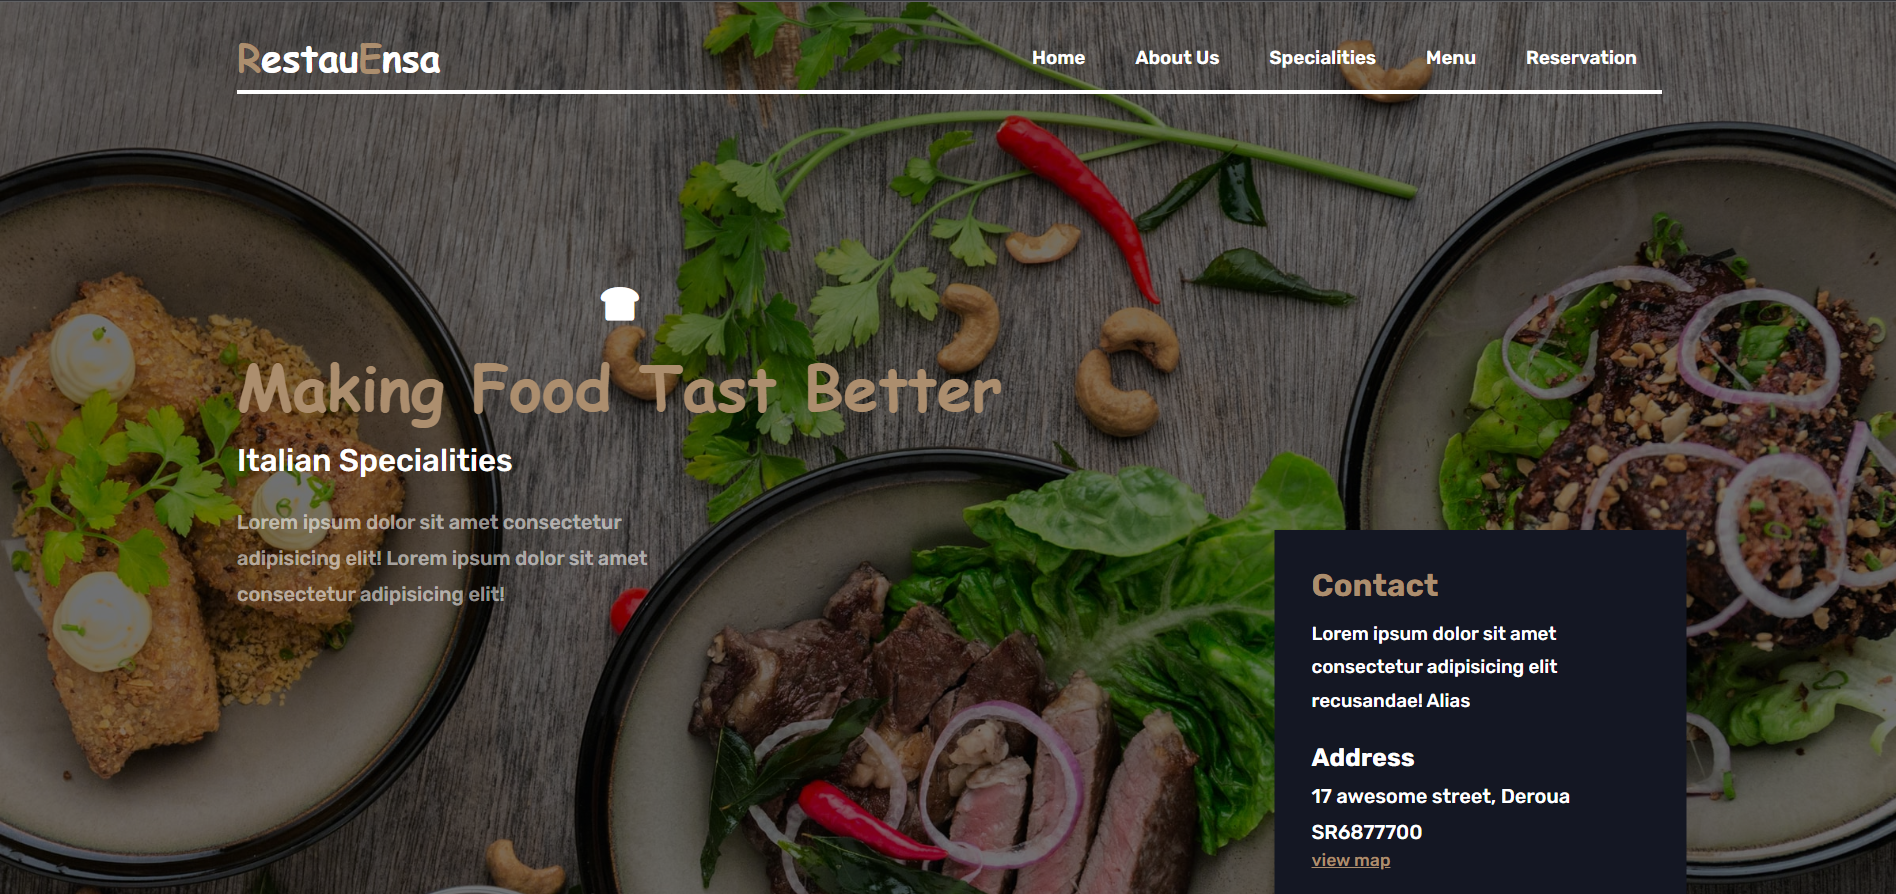 RestauEnsa
Home About Us Specialities Menu Reservation
Making Food Tast Better
Italian Specialities
Lorem ipsum dolor sit amet consectetur
adipisicing elit! Lorem ipsum dolor sit amet
consectetur adipisicing elit!
Contact
Lorem ipsum dolor sit amet
consectetur adipisicing elit
recusandae! Alias
Address
17 awesome street, Deroua
SR6877700
view map